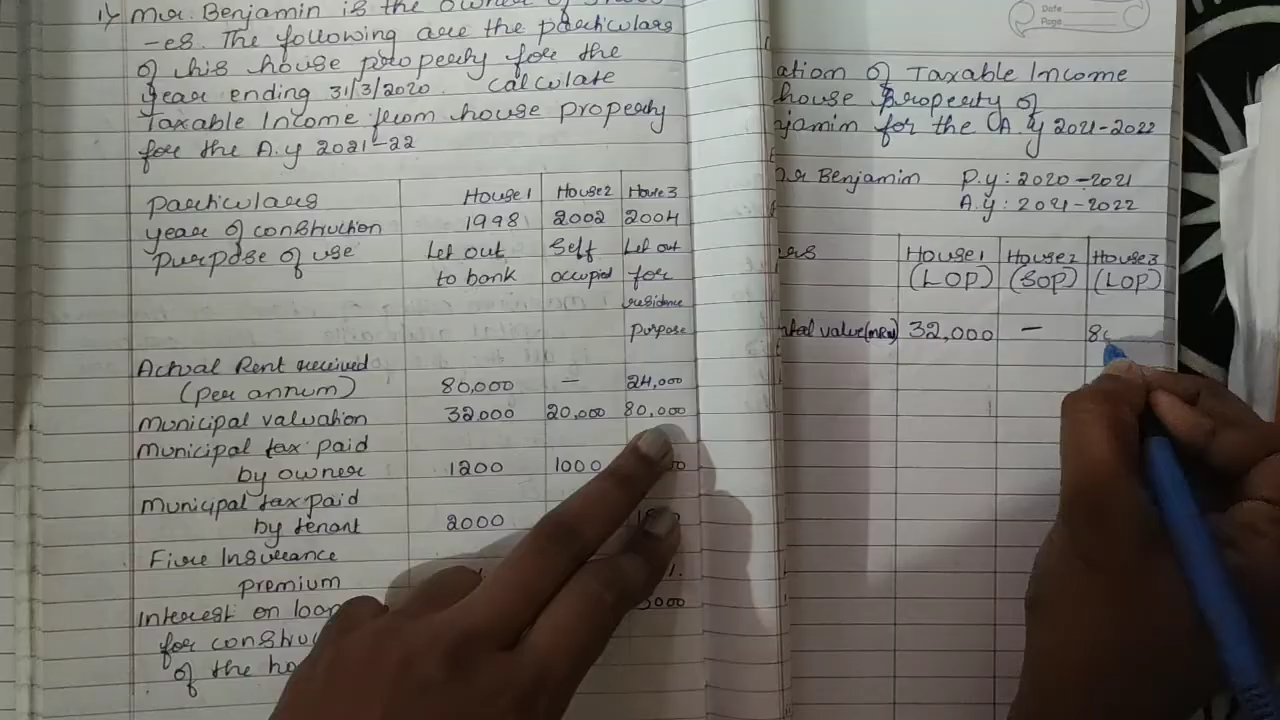 1) Mr. Benjamin is the owner of
-es. The following are the particulars
of his house property for the
year ending 31/3/2020. Calculate
Taxable Income from house property
for the A.y 2021-22
Particulars House1 House2 House3
year of construction 1998 2002 2004
Purpose of use Let out Self Let out
to bank occupied for
residence
purpose
Actual Rent received
(per annum) 80,000 — 24,000
Municipal valuation 32,000 20,000 80,000
Municipal tax paid
by owner 1200 1000
Municipal tax paid
by tenant 2000
Fire Insurance
premium
Interest on loan
for constru
of the ho
Date
Page
ation of Taxable Income
house property of
njamin for the A.y 2021-2022
Benjamin P.y: 2020-2021
A.y: 2021-2022
House1 House2 House3
(LOP) (SOP) (LOP)
value 32,000 —